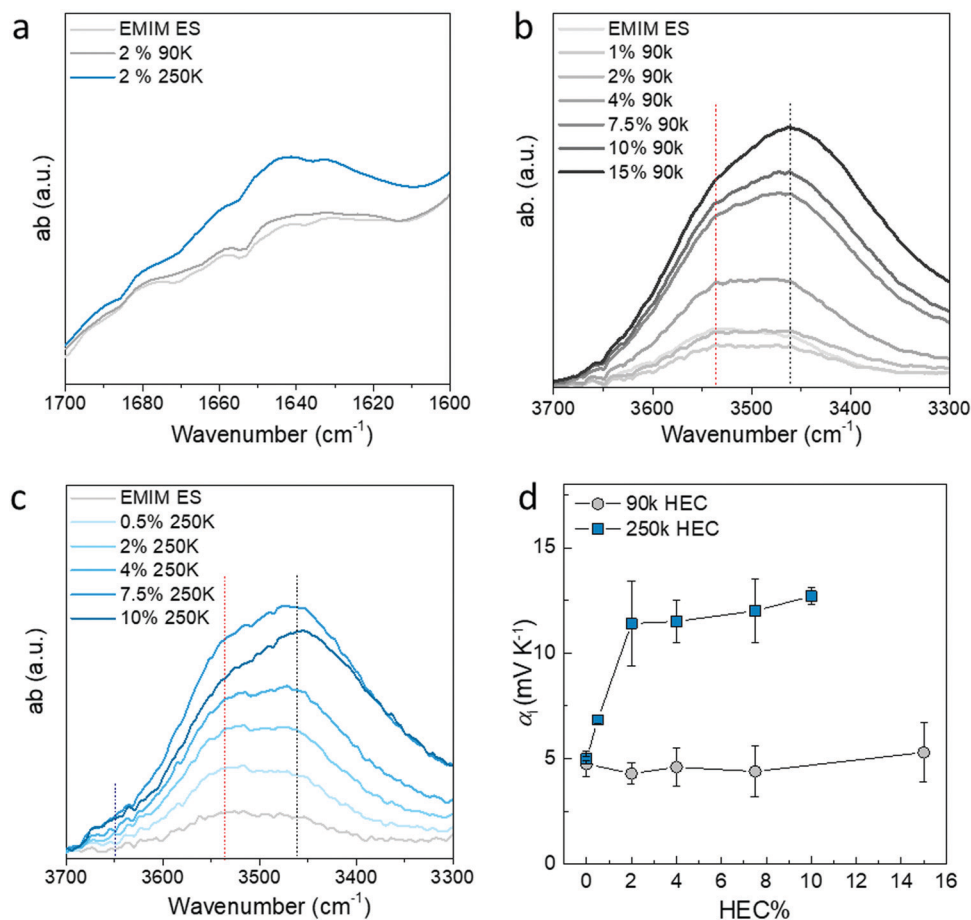 a
EMIM ES
2 % 90K
2 % 250K
ab (a.u.)
1700 1680 1660 1640 1620 1600
Wavenumber (cm⁻¹)
b
EMIM ES
1% 90k
2% 90k
4% 90k
7.5% 90k
10% 90k
15% 90k
ab. (a.u.)
3700 3600 3500 3400 3300
Wavenumber (cm⁻¹)
c
EMIM ES
0.5% 250K
2% 250K
4% 250K
7.5% 250K
10% 250K
ab (a.u.)
3700 3600 3500 3400 3300
Wavenumber (cm⁻¹)
d
90k HEC
250k HEC
αi (mV K⁻¹)
15
10
5
0
0 2 4 6 8 10 12 14 16
HEC%